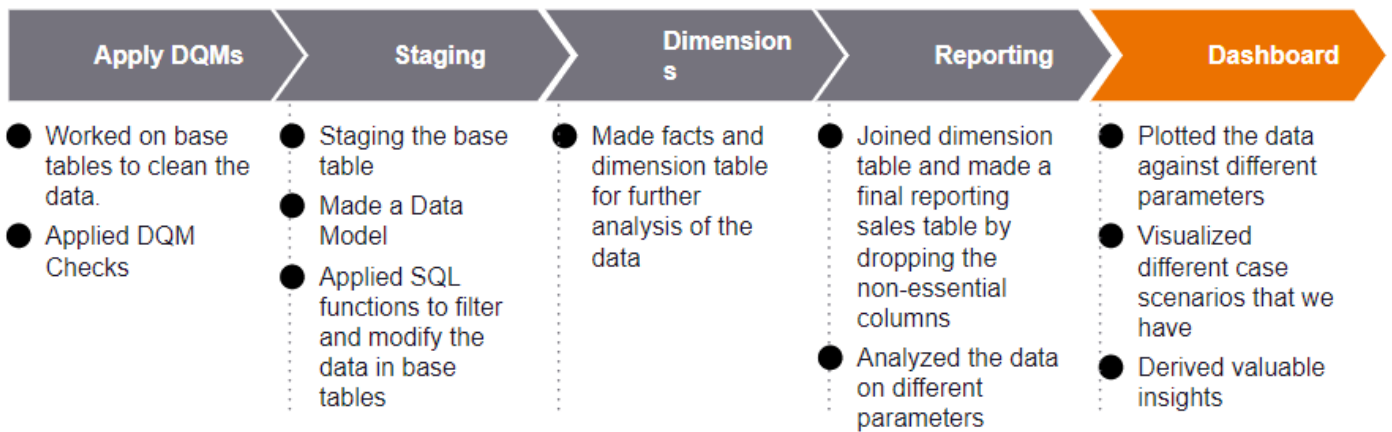 Apply DQMs
Staging
Dimension
s
Reporting
Dashboard
Worked on base
tables to clean the
data.
Applied DQM
Checks
Staging the base
table
Made a Data
Model
Applied SQL
functions to filter
and modify the
data in base
tables
Made facts and
dimension table
for further
analysis of the
data
Joined dimension
table and made a
final reporting
sales table by
dropping the
non-essential
columns
Analyzed the data
on different
parameters
Plotted the data
against different
parameters
Visualized
different case
scenarios that we
have
Derived valuable
insights